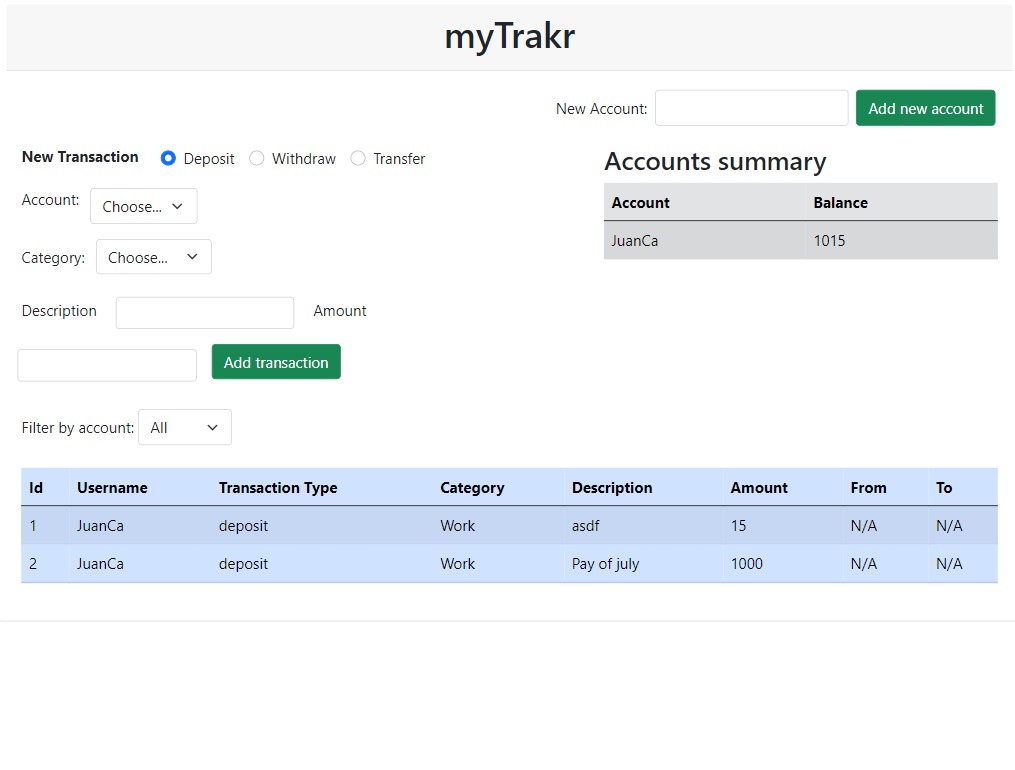 myTrakr
New Account:
Add new account
New Transaction Deposit Withdraw Transfer
Account: Choose...
Category: Choose...
Description Amount
Add transaction
Accounts summary
Account Balance
JuanCa 1015
Filter by account: All
Id Username Transaction Type Category Description Amount From To
1 JuanCa deposit Work asdf 15 N/A N/A
2 JuanCa deposit Work Pay of july 1000 N/A N/A